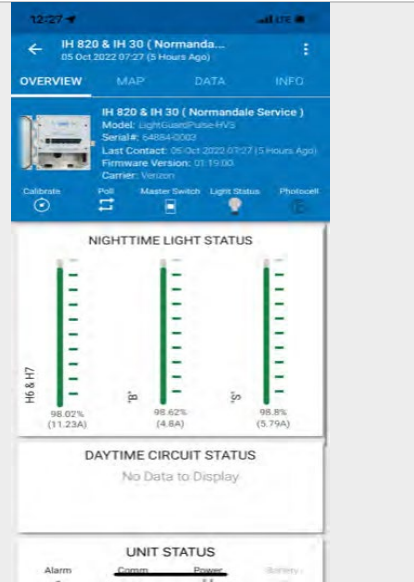 12:27
LTE
IH 820 & IH 30 ( Normanda...
05 Oct 2022 07:27 (5 Hours Ago)
OVERVIEW MAP DATA INFO
IH 820 & IH 30 ( Normandale Service )
Model: LightGuardPulse-HVS
Serial#: 64884-0003
Last Contact: 05 Oct 2022 07:27 (5 Hours Ago)
Firmware Version: 01.19.00
Carrier: Verizon
Calibrate Poll Master Switch Light Status Photocell
NIGHTTIME LIGHT STATUS
H6 & H7 "B" "S"
98.02% 98.62% 98.8%
(11.23A) (4.8A) (5.79A)
DAYTIME CIRCUIT STATUS
No Data to Display
UNIT STATUS
Alarm Comm Power Battery